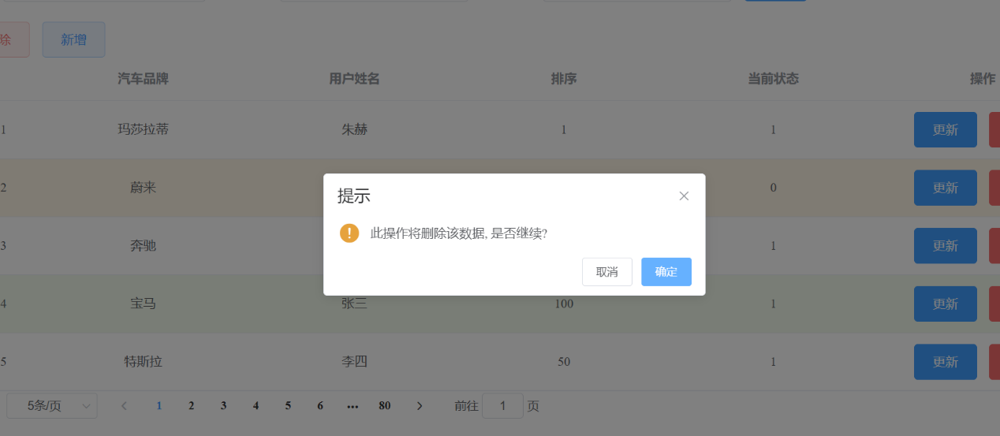 除 新增
汽车品牌 用户姓名 排序 当前状态 操作
1 玛莎拉蒂 朱赫 1 1 更新
2 蔚来 0 更新
提示
3 奔驰 1 更新
此操作将删除该数据, 是否继续?
取消 确定
4 宝马 张三 100 1 更新
5 特斯拉 李四 50 1 更新
5条/页 1 2 3 4 5 6 ••• 80 前往 1 页